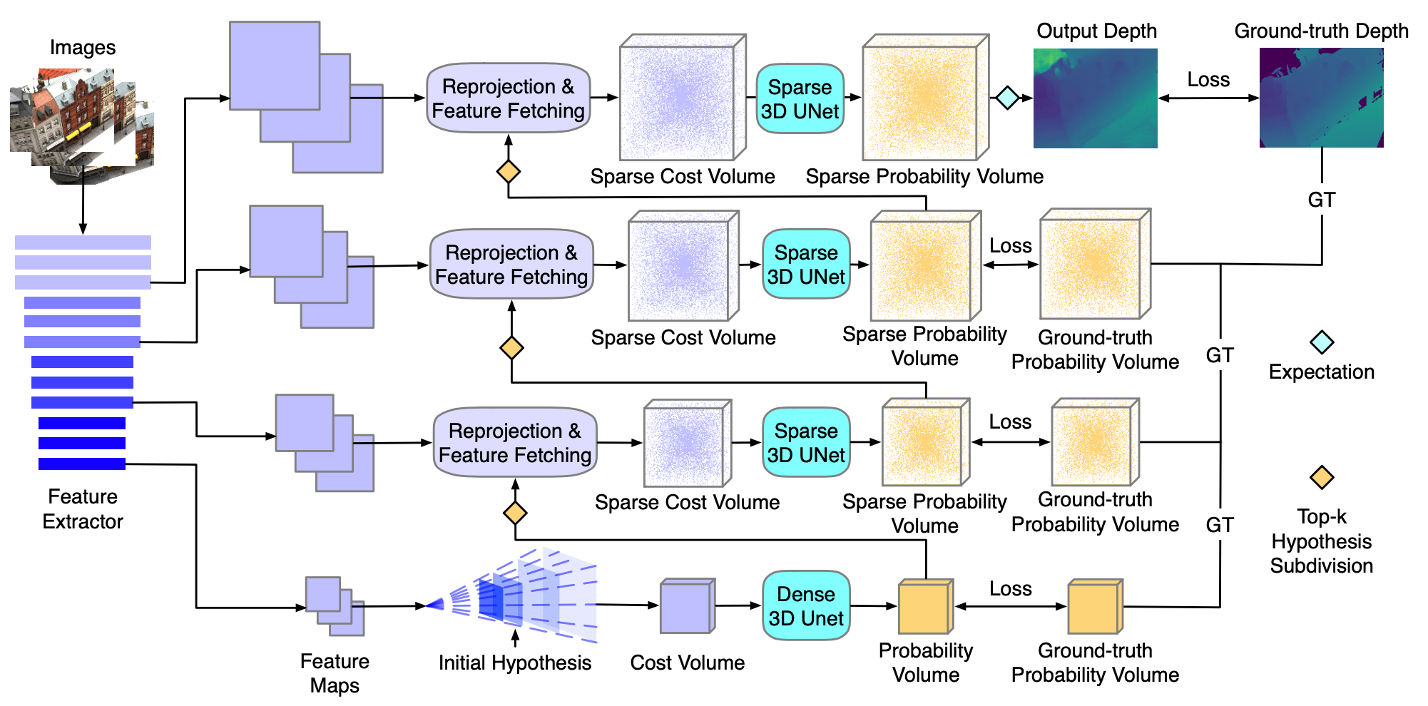 Images
Output Depth
Ground-truth Depth
Reprojection &
Feature Fetching
Sparse
3D UNet
Loss
Sparse Cost Volume
Sparse Probability Volume
GT
Reprojection &
Feature Fetching
Sparse
3D UNet
Loss
Sparse Cost Volume
Sparse Probability
Volume
Ground-truth
Probability Volume
GT
Expectation
Reprojection &
Feature Fetching
Sparse
3D UNet
Loss
Sparse Cost Volume
Sparse Probability
Volume
Ground-truth
Probability Volume
GT
Top-k
Hypothesis
Subdivision
Feature
Extractor
Dense
3D Unet
Loss
Feature
Maps
Initial Hypothesis
Cost Volume
Probability
Volume
Ground-truth
Probability Volume